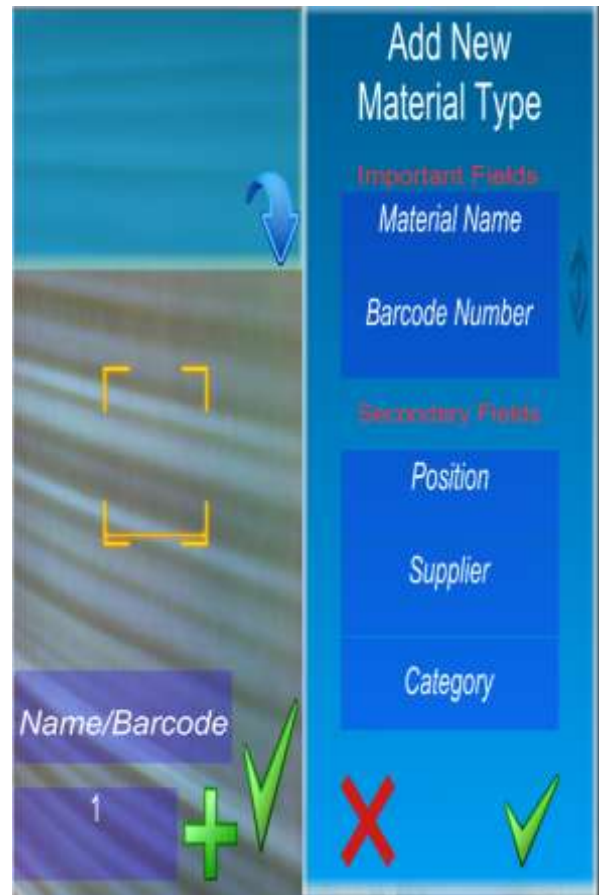 Name/Barcode
1
Add New
Material Type
Important Fields
Material Name
Barcode Number
Secondary Fields
Position
Supplier
Category